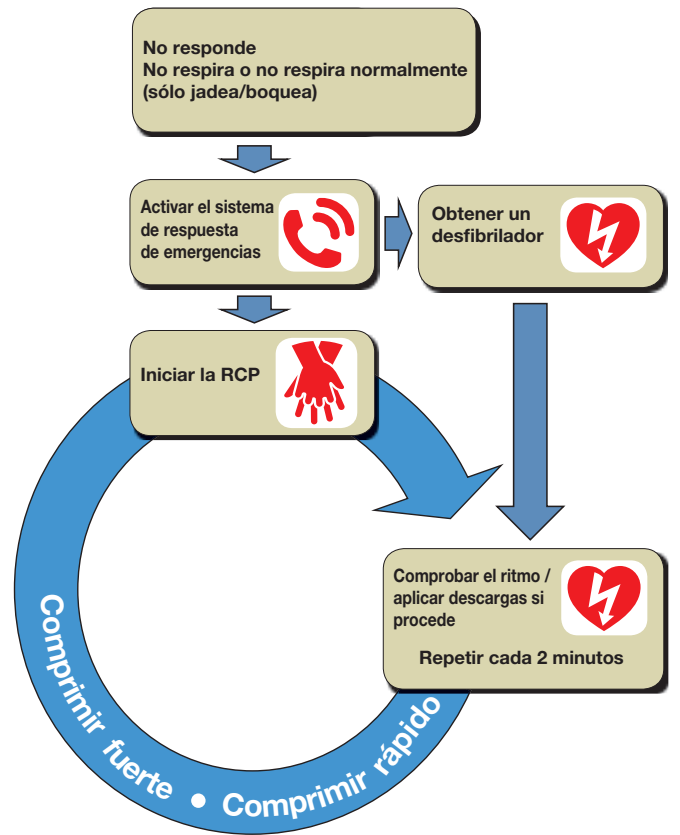 No responde
No respira o no respira normalmente
(sólo jadea/boquea)
Activar el sistema
de respuesta
de emergencias
Obtener un
desfibrilador
Iniciar la RCP
Comprobar el ritmo /
aplicar descargas si
procede
Repetir cada 2 minutos
Comprimir fuerte • Comprimir rápido